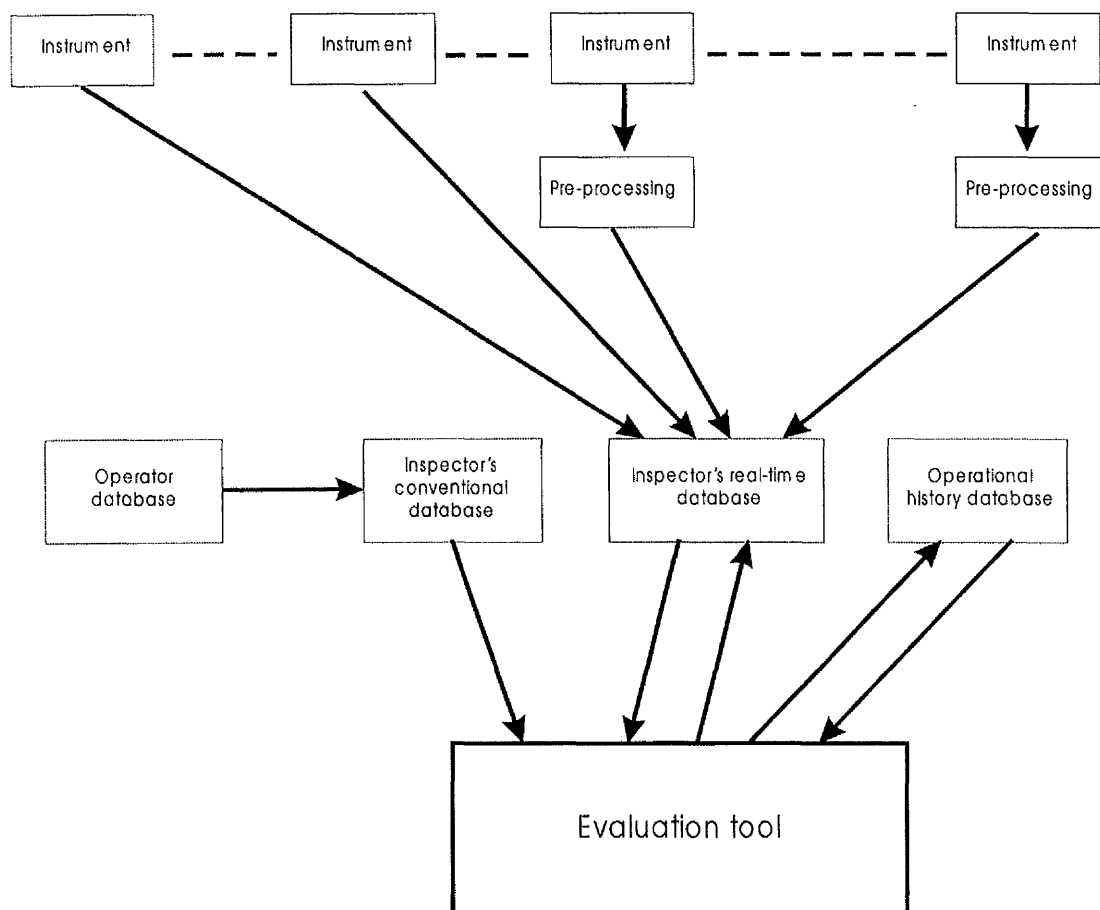 Instrument
Instrument
Instrument
Instrument
Pre-processing
Pre-processing
Operator
database
Inspector's
conventional
database
Inspector's real-time
database
Operational
history database
Evaluation tool